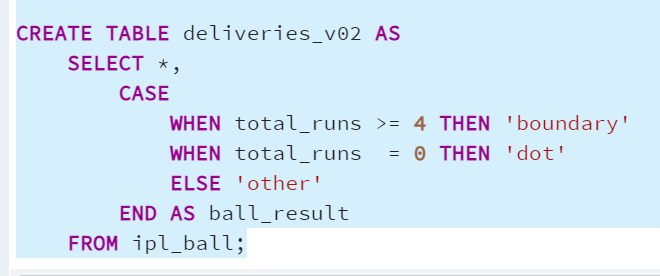 CREATE TABLE deliveries_v02 AS
SELECT *,
CASE
WHEN total_runs >= 4 THEN 'boundary'
WHEN total_runs  = 0 THEN 'dot'
ELSE 'other'
END AS ball_result
FROM ipl_ball;